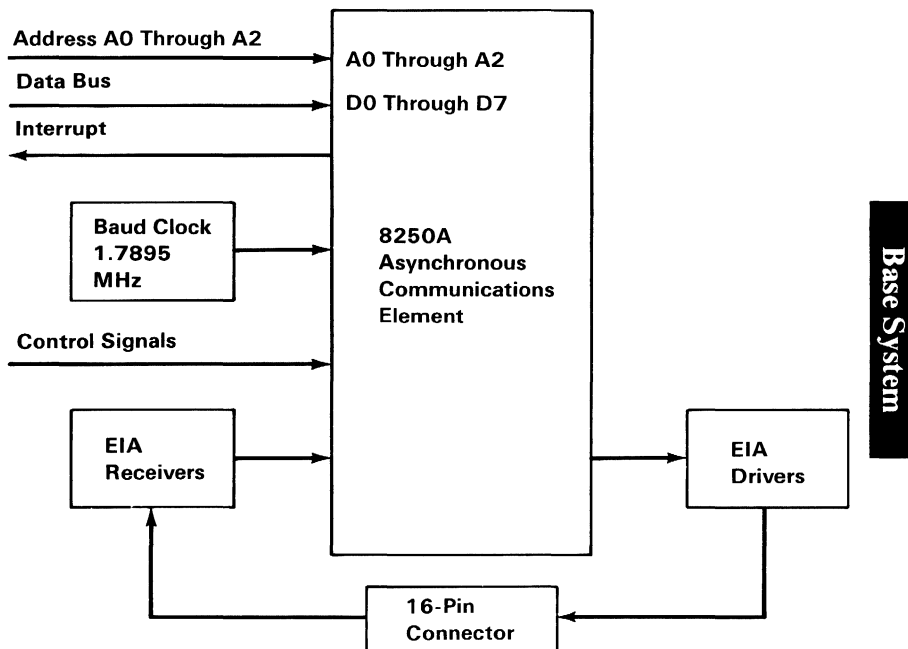 Address A0 Through A2
Data Bus
Interrupt
A0 Through A2
D0 Through D7
Baud Clock
1.7895
MHz
8250A
Asynchronous
Communications
Element
Control Signals
EIA
Receivers
EIA
Drivers
16-Pin
Connector
Base System